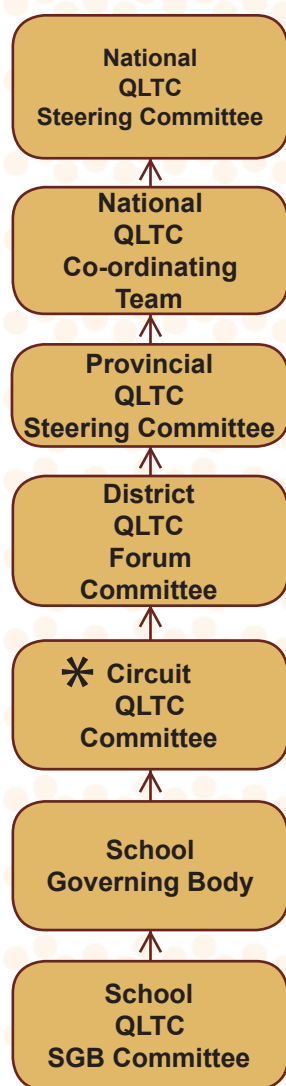 National
QLTC
Steering Committee
National
QLTC
Co-ordinating
Team
Provincial
QLTC
Steering Committee
District
QLTC
Forum
Committee
* Circuit
QLTC
Committee
School
Governing Body
School
QLTC
SGB Committee